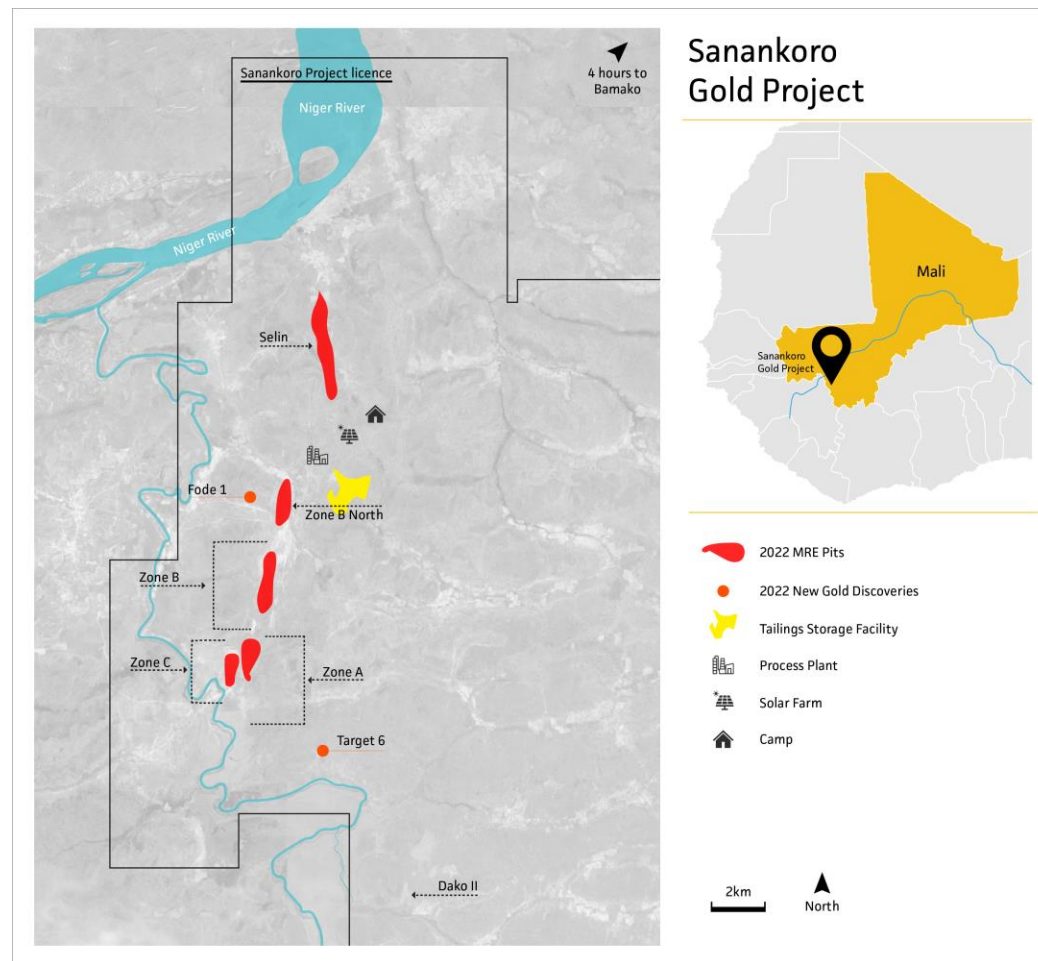 Sanankoro Project licence
4 hours to
Bamako
Niger River
Niger River
Selin
Fode 1
Zone B North
Zone B
Zone C
Zone A
Target 6
Dako II
Sanankoro
Gold Project
Mali
Sanankoro
Gold Project
2022 MRE Pits
2022 New Gold Discoveries
Tailings Storage Facility
Process Plant
Solar Farm
Camp
2km
North